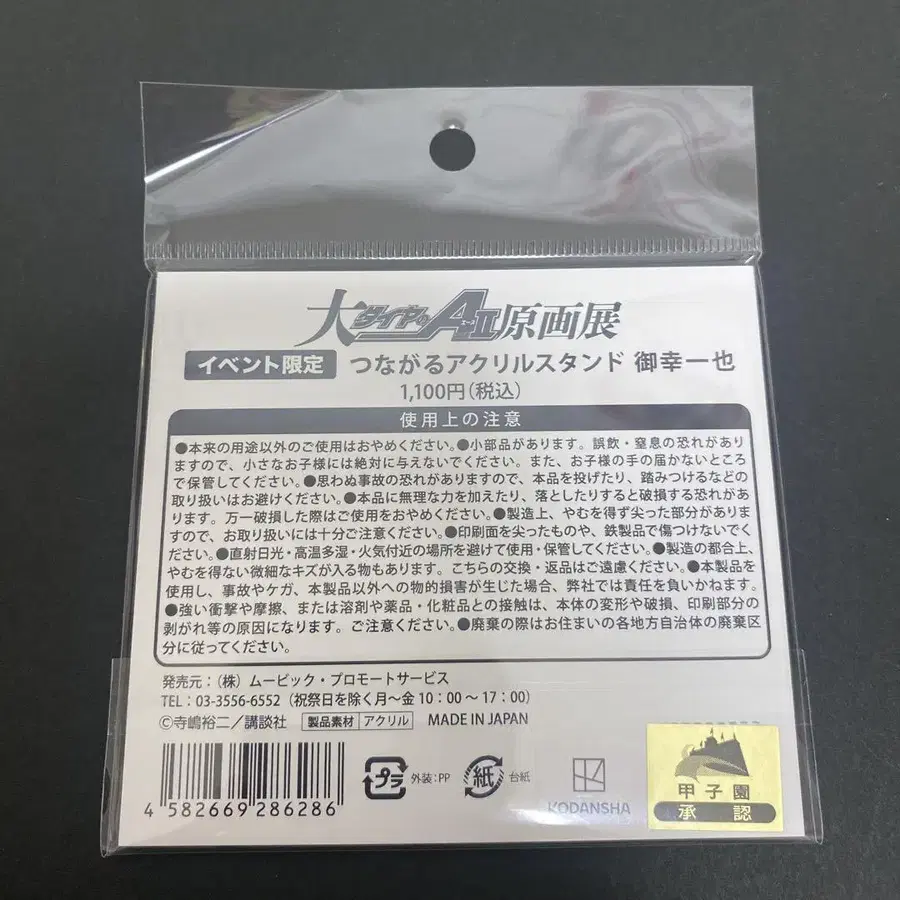 大ダイヤのAエースII原画展
イベント限定 つながるアクリルスタンド 御幸一也
1,100円(税込)
使用上の注意
●本来の用途以外のご使用はおやめください。●小部品があります。誤飲・窒息の恐れがあり
ますので、小さなお子様には絶対に与えないでください。また、お子様の手の届かないところ
で保管してください。●思わぬ事故の恐れがありますので、本品を投げたり、踏みつけるなどの
取り扱いはお避けください。●本品に無理な力を加えたり、落としたりすると破損する恐れがあ
ります。万一破損した際はご使用をおやめください。●製造上、やむを得ず尖った部分があります
ので、お取り扱いには十分ご注意ください。●印刷面を尖ったものや、鉄製品で傷つけないでく
ださい。●直射日光・高温多湿・火気付近の場所を避けて使用・保管してください。●製造の都合上、
やむを得ない微細なキズが入る物もあります。こちらの交換・返品はご遠慮ください。●本製品を
使用し、事故やケガ、本製品以外への物的損害が生じた場合、弊社では責任を負いかねます。
●強い衝撃や摩擦、または溶剤や薬品・化粧品との接触は、本体の変形や破損、印刷部分の
剥がれ等の原因になります。ご注意ください。●廃棄の際はお住まいの各地方自治体の廃棄区
分に従ってください。
発売元：(株) ムービック・プロモートサービス
TEL：03-3556-6552（祝祭日を除く月〜金 10：00〜17：00）
©寺嶋裕二／講談社 製品素材 アクリル MADE IN JAPAN
プラ 外装：PP 紙 台紙
KODANSHA
甲子園
承認
4 582669 286286